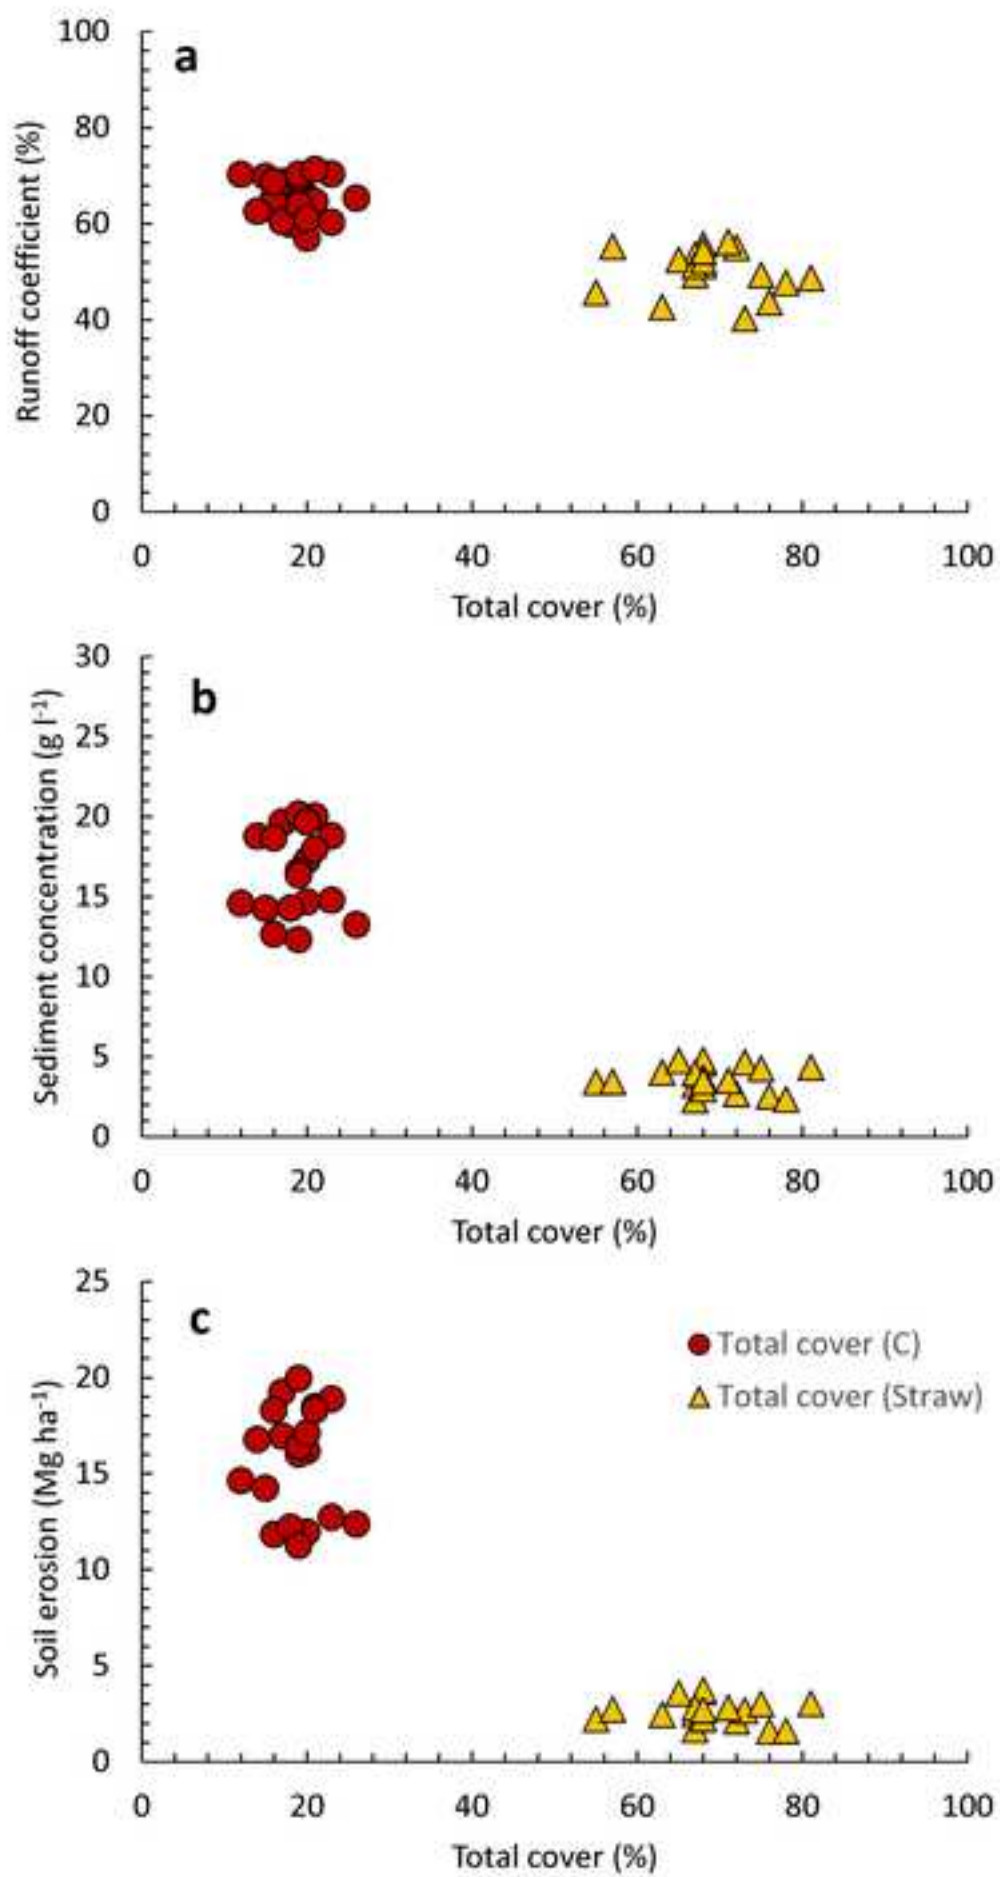 a
100
80
60
40
20
0
Runoff coefficient (%)
0 20 40 60 80 100
Total cover (%)
b
30
25
20
15
10
5
0
Sediment concentration (g l⁻¹)
0 20 40 60 80 100
Total cover (%)
c
25
20
15
10
5
0
Soil erosion (Mg ha⁻¹)
Total cover (C)
Total cover (Straw)
0 20 40 60 80 100
Total cover (%)